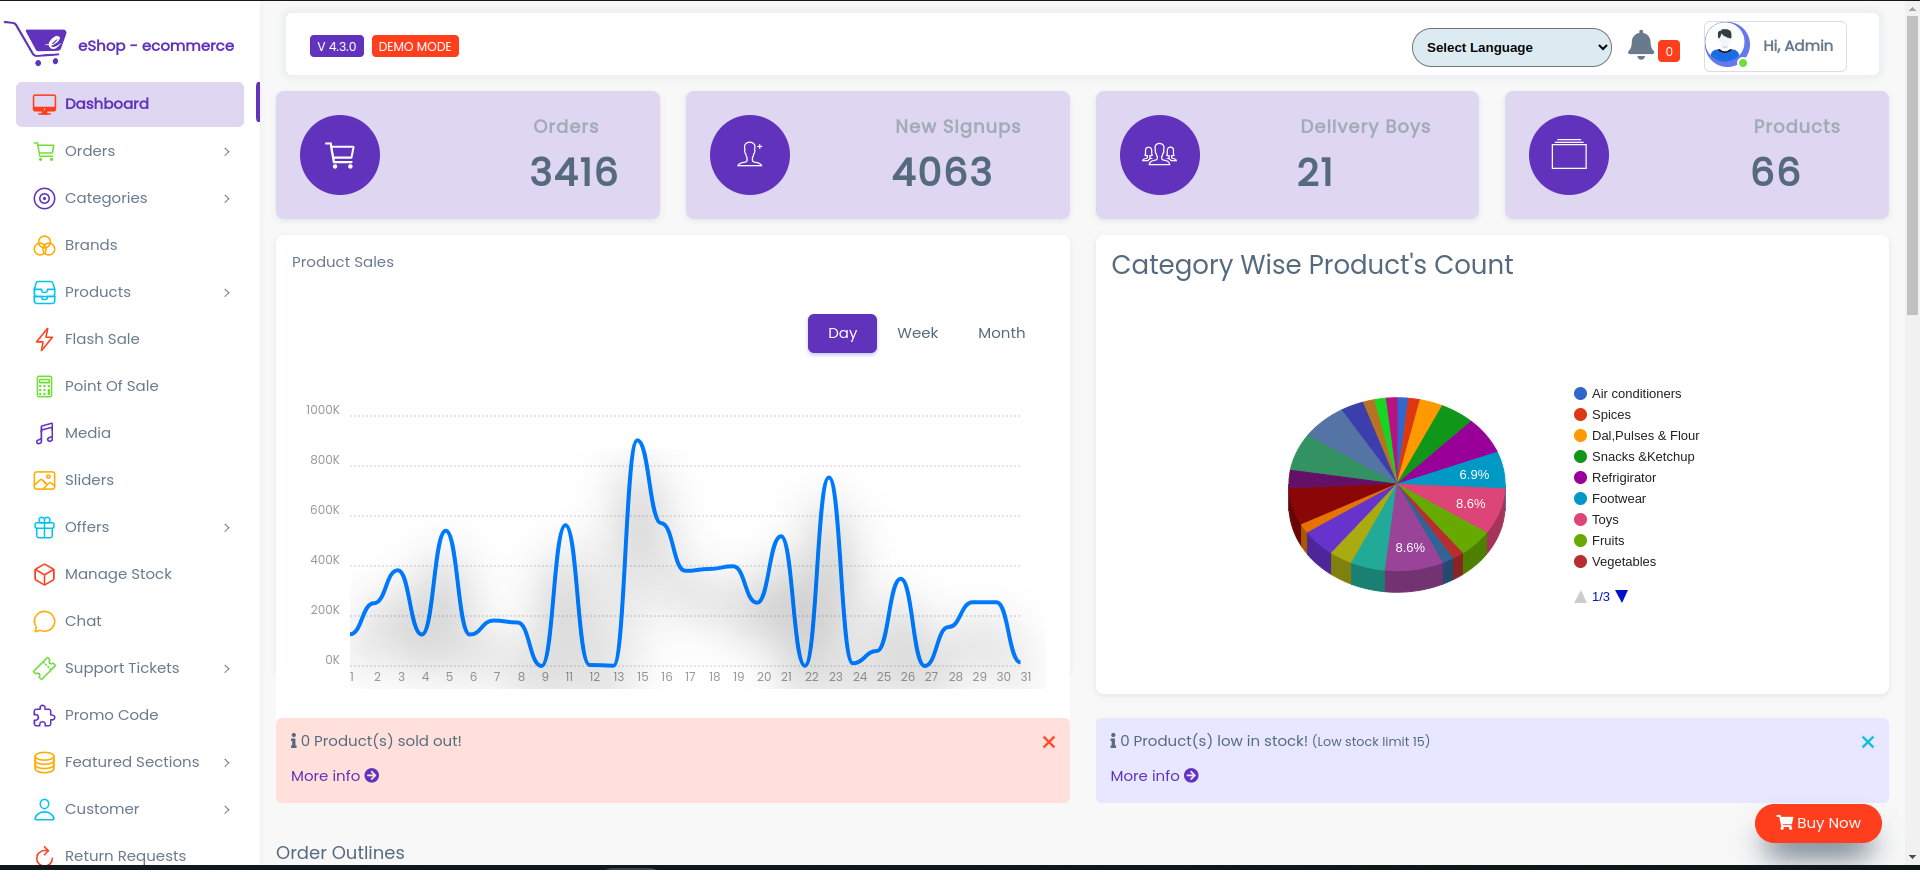 eShop - ecommerce
V 4.3.0 DEMO MODE
Select Language
0
Hi, Admin
Dashboard
Orders
Categories
Brands
Products
Flash Sale
Point Of Sale
Media
Sliders
Offers
Manage Stock
Chat
Support Tickets
Promo Code
Featured Sections
Customer
Return Requests
Orders
3416
New Signups
4063
Delivery Boys
21
Products
66
Product Sales
Day Week Month
1000K
800K
600K
400K
200K
0K
1 2 3 4 5 6 7 8 9 10 11 12 13 15 16 17 18 19 20 21 22 23 24 25 26 27 28 29 30 31
Category Wise Product's Count
6.9%
8.6%
8.6%
Air conditioners
Spices
Dal,Pulses & Flour
Snacks &Ketchup
Refrigirator
Footwear
Toys
Fruits
Vegetables
1/3
0 Product(s) sold out!
More info
0 Product(s) low in stock! (Low stock limit 15)
More info
Buy Now
Order Outlines